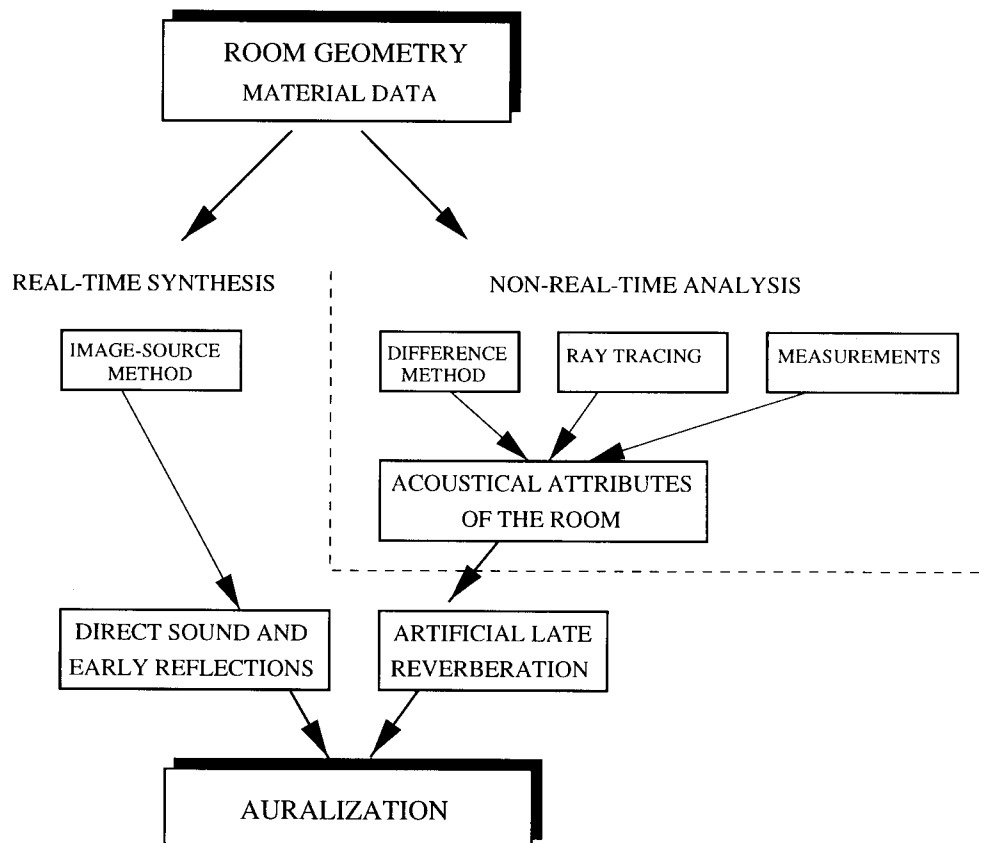 ROOM GEOMETRY
MATERIAL DATA
REAL-TIME SYNTHESIS
NON-REAL-TIME ANALYSIS
IMAGE-SOURCE
METHOD
DIFFERENCE
METHOD
RAY TRACING
MEASUREMENTS
ACOUSTICAL ATTRIBUTES
OF THE ROOM
DIRECT SOUND AND
EARLY REFLECTIONS
ARTIFICIAL LATE
REVERBERATION
AURALIZATION